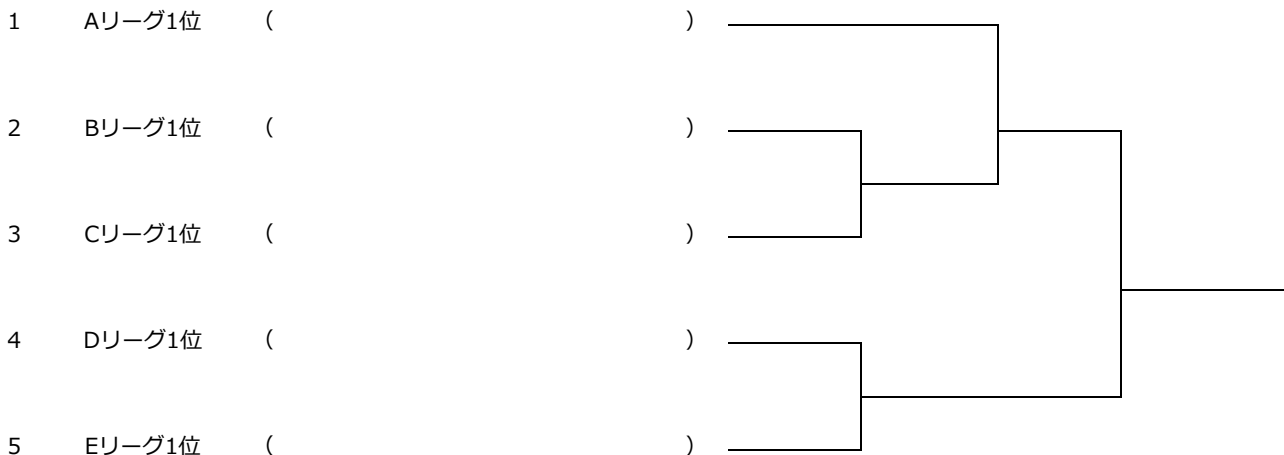 1 Aリーグ1位 ( )
2 Bリーグ1位 ( )
3 Cリーグ1位 ( )
4 Dリーグ1位 ( )
5 Eリーグ1位 ( )